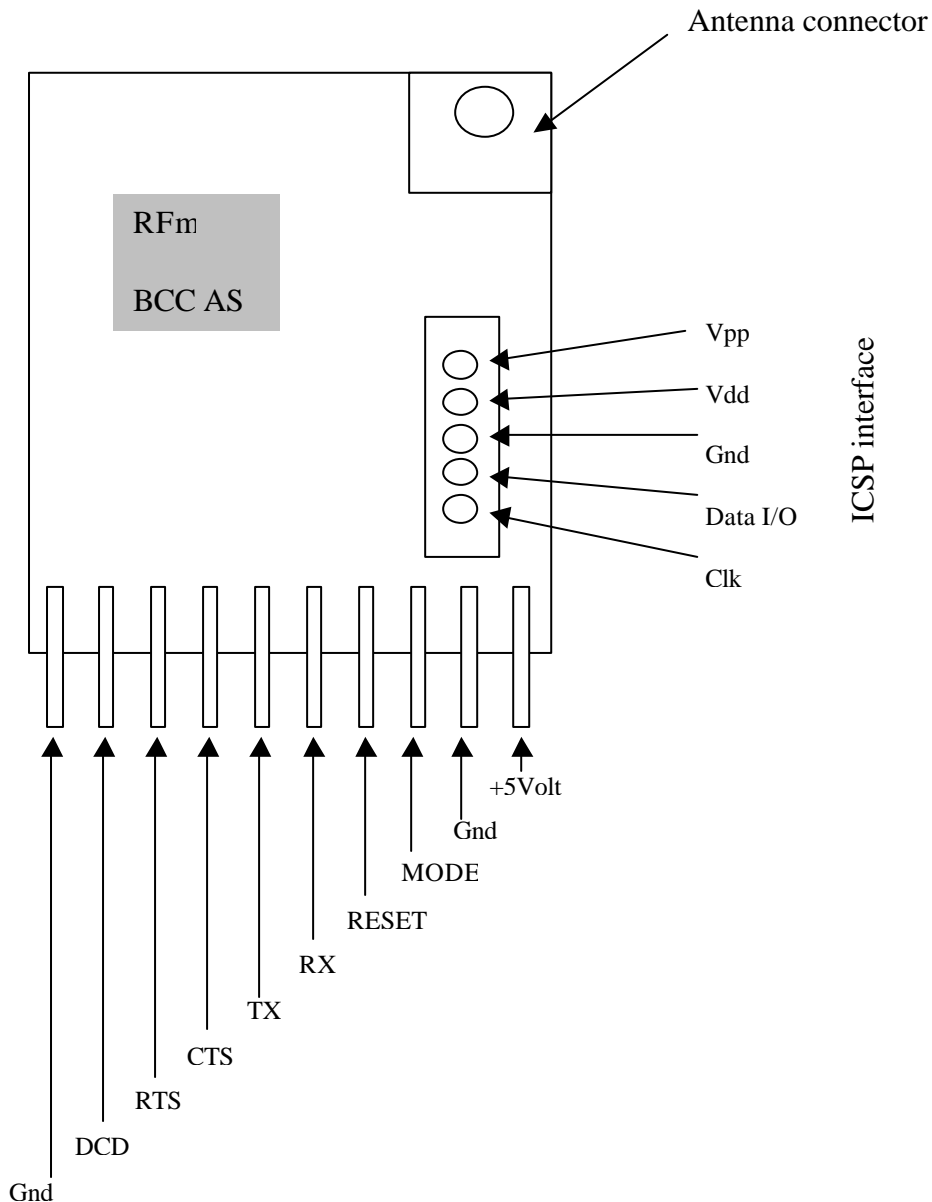 Antenna connector
RFm
BCC AS
Vpp
Vdd
Gnd
Data I/O
Clk
ICSP interface
+5Volt
Gnd
MODE
RESET
RX
TX
CTS
RTS
DCD
Gnd